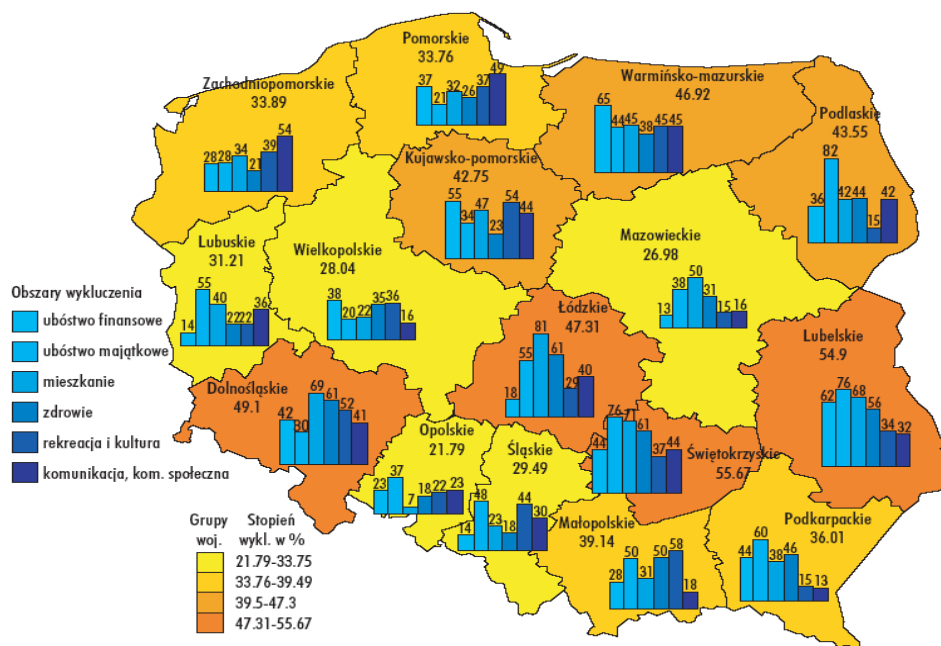 Pomorskie
33.76
37 21 32 26 37 49
Zachodniopomorskie
33.89
28 28 34 21 39 54
Warmińsko-mazurskie
46.92
65 44 45 38 45 45
Podlaskie
43.55
36 82 42 44 15 42
Kujawsko-pomorskie
42.75
55 34 47 23 54 44
Lubuskie
31.21
14 55 40 22 22 36
Wielkopolskie
28.04
38 20 22 35 36 16
Mazowieckie
26.98
13 38 50 31 15 16
Obszary wykluczenia
ubóstwo finansowe
ubóstwo majątkowe
mieszkanie
zdrowie
rekreacja i kultura
komunikacja, kom. społeczna
Łódzkie
47.31
18 55 81 61 29 40
Lubelskie
54.9
62 76 68 56 34 32
Dolnośląskie
49.1
42 30 69 61 52 41
Opolskie
21.79
23 37 7 18 22 23
Śląskie
29.49
14 48 23 18 44 30
44 76 71 61 37 44
Świętokrzyskie
55.67
Małopolskie
39.14
28 50 31 50 58 18
Podkarpackie
36.01
44 60 38 46 15 13
Grupy Stopień
woj. wykl. w %
21.79-33.75
33.76-39.49
39.5-47.3
47.31-55.67